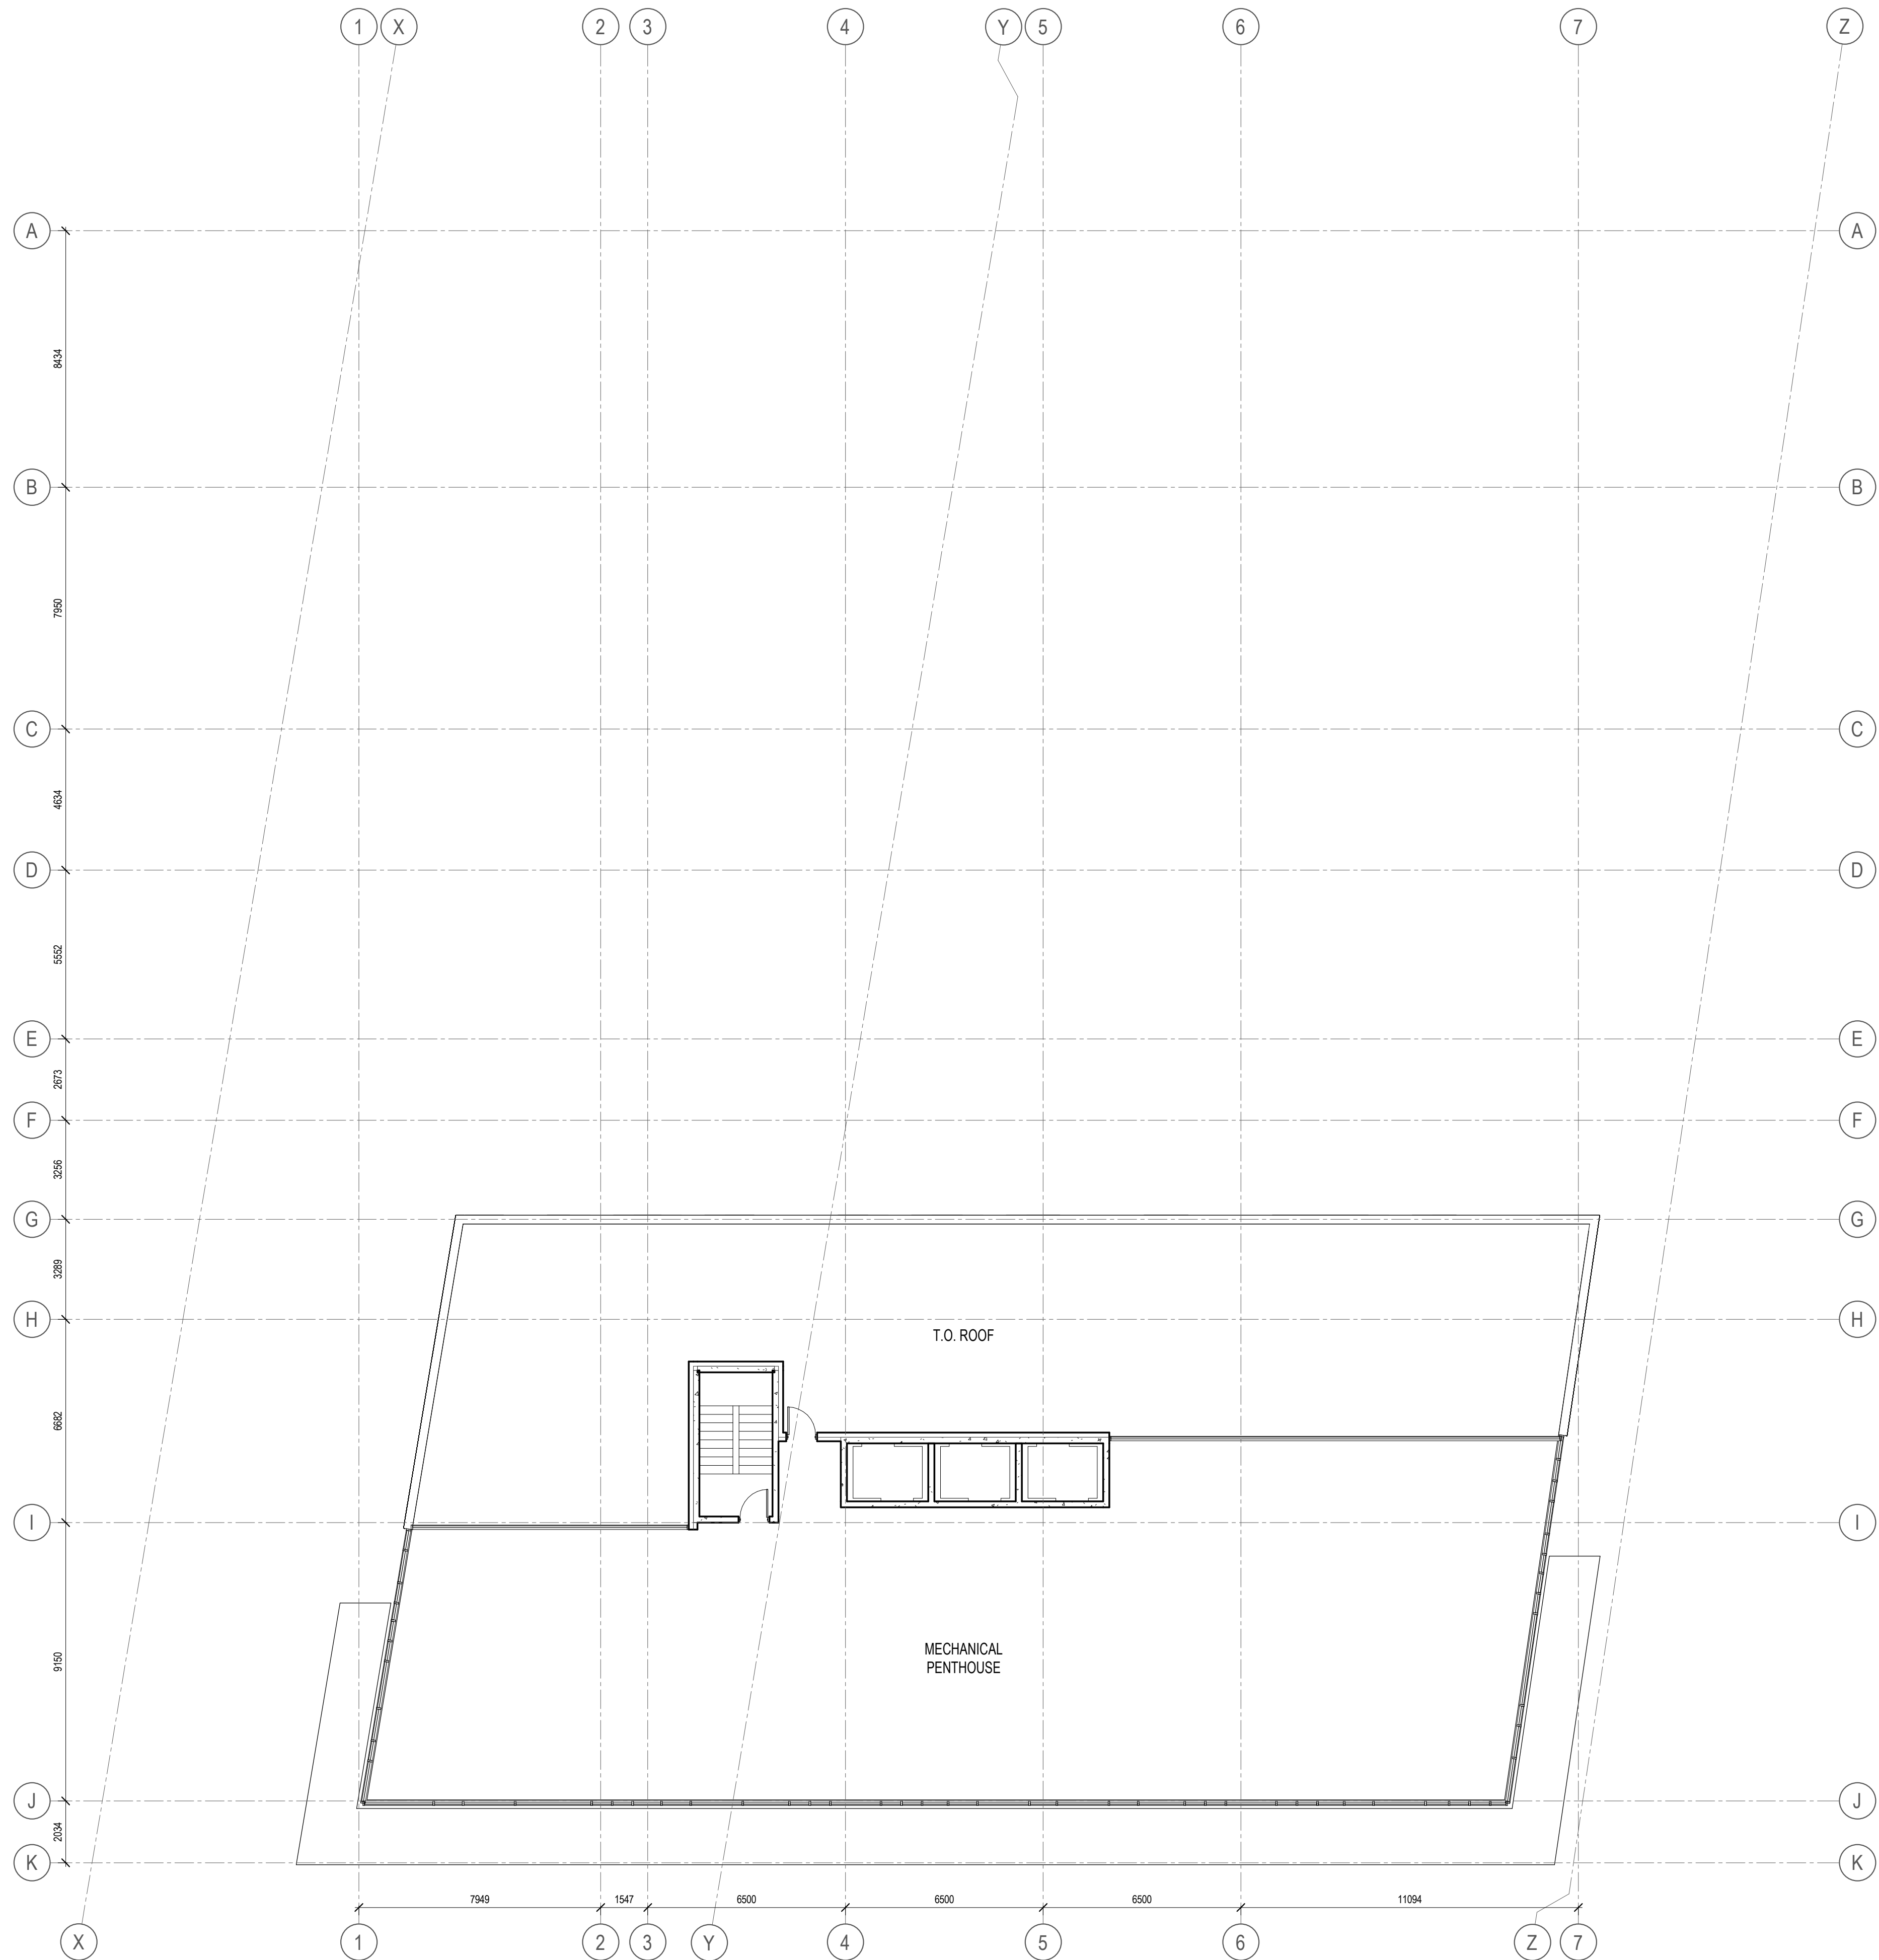 1
X
2
3
4
Y
5
6
7
Z
A
A
8434
B
B
7950
C
C
4634
D
D
5552
E
E
2673
F
F
3256
G
G
3289
H
H
T.O. ROOF
6682
I
I
MECHANICAL
PENTHOUSE
9150
J
J
2034
K
K
7949
1547
6500
6500
6500
11094
X
1
2
3
Y
4
5
6
Z
7